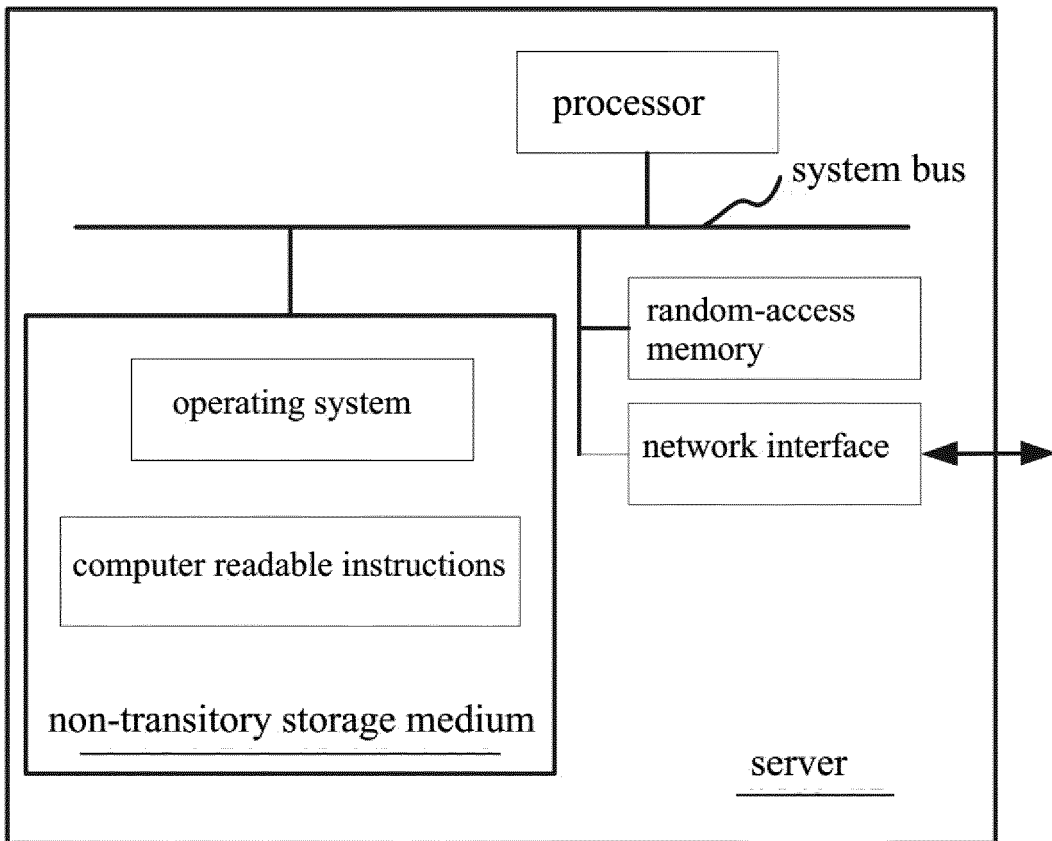 processor
system bus
random-access
memory
operating system
network interface
computer readable instructions
non-transitory storage medium
server